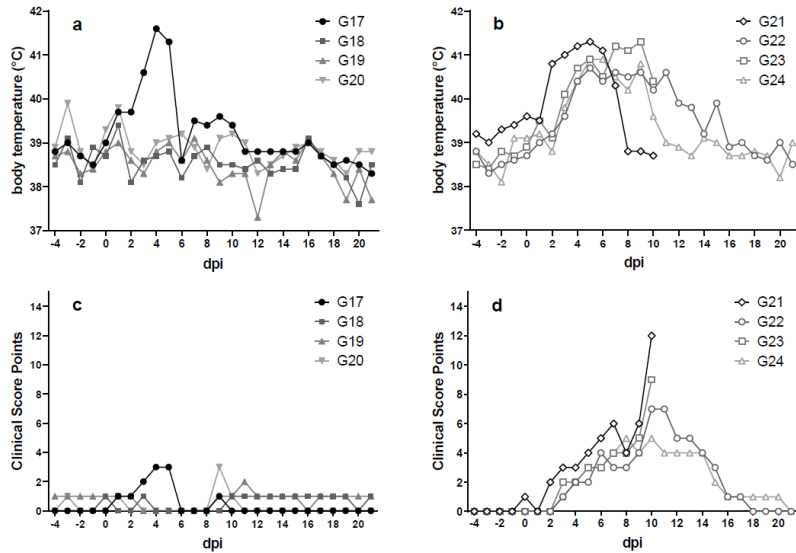 a
G17
G18
G19
G20
body temperature (°C)
42
41
40
39
38
37
-4 -2 0 2 4 6 8 10 12 14 16 18 20
dpi
b
G21
G22
G23
G24
body temperature (°C)
42
41
40
39
38
37
-4 -2 0 2 4 6 8 10 12 14 16 18 20
dpi
c
G17
G18
G19
G20
Clinical Score Points
14
12
10
8
6
4
2
0
-4 -2 0 2 4 6 8 10 12 14 16 18 20
dpi
d
G21
G22
G23
G24
Clinical Score Points
14
12
10
8
6
4
2
0
-4 -2 0 2 4 6 8 10 12 14 16 18 20
dpi